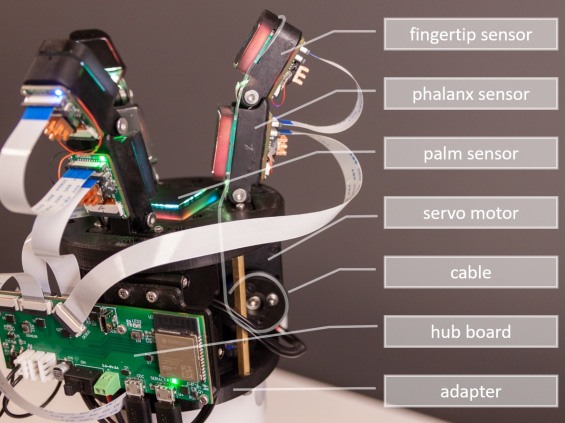 fingertip sensor
phalanx sensor
palm sensor
servo motor
cable
hub board
adapter